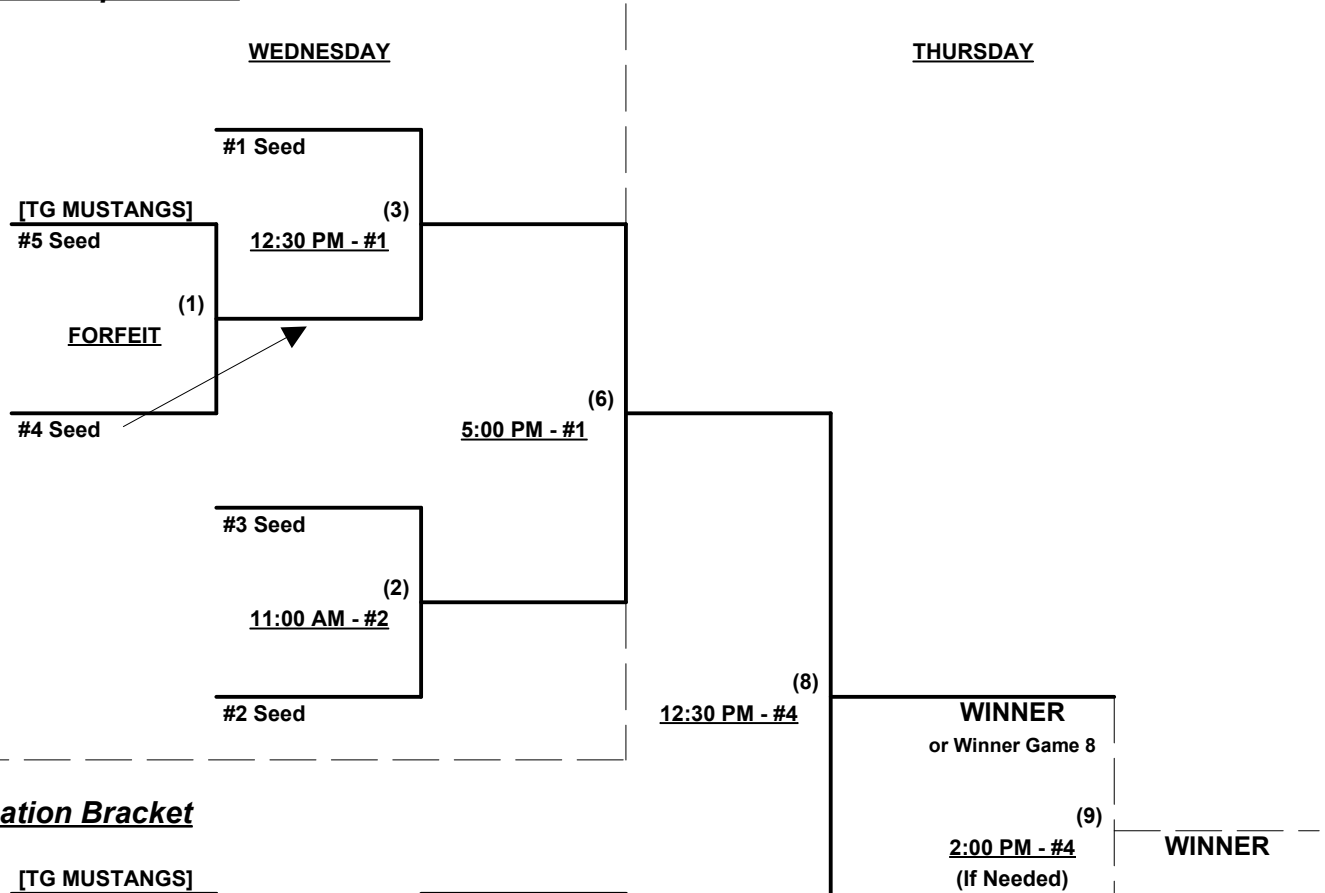 WEDNESDAY
THURSDAY
#1 Seed
[TG MUSTANGS]
(3)
#5 Seed
12:30 PM - #1
(1)
FORFEIT
(6)
#4 Seed
5:00 PM - #1
#3 Seed
(2)
11:00 AM - #2
(8)
#2 Seed
12:30 PM - #4
WINNER
or Winner Game 8
ation Bracket
(9)
2:00 PM - #4
WINNER
[TG MUSTANGS]
(If Needed)